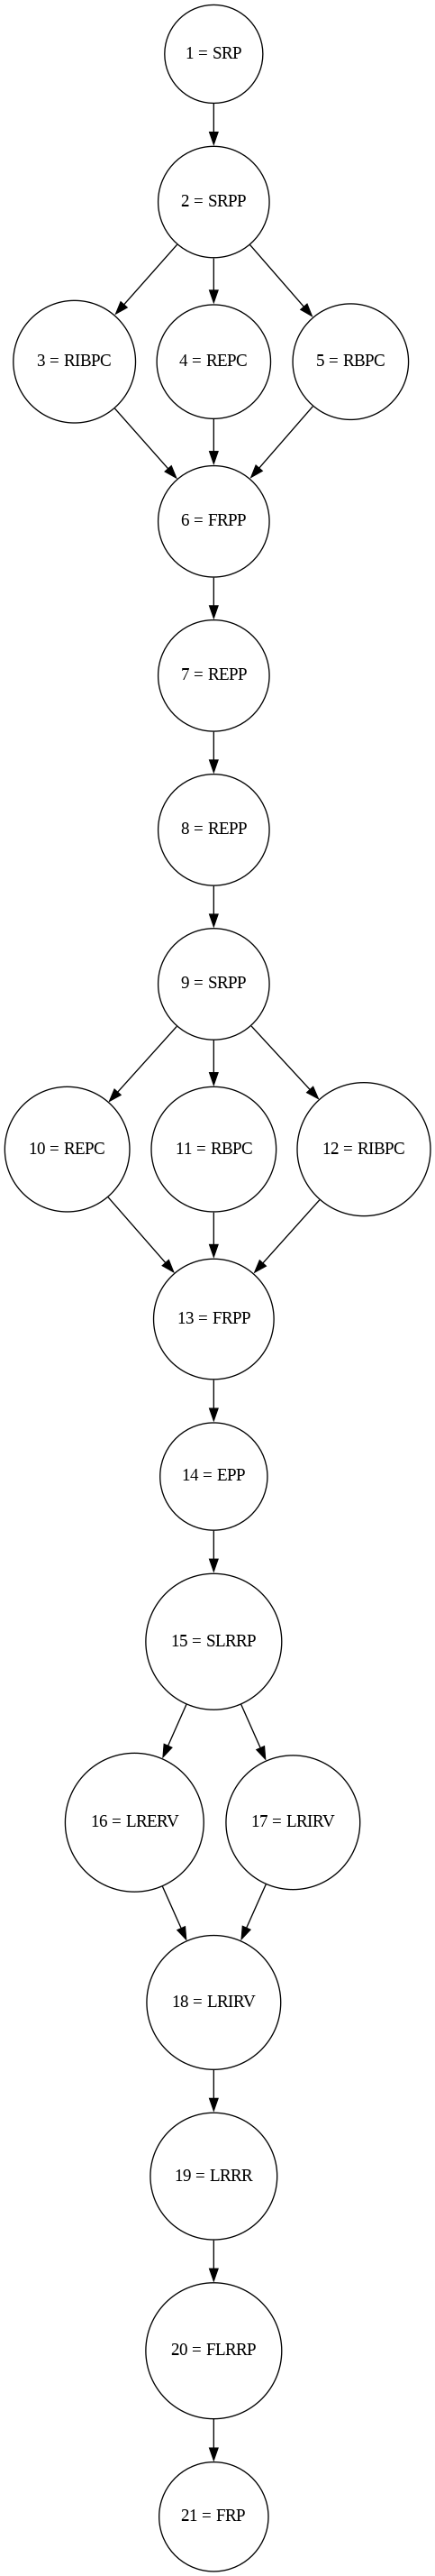 1 = SRP
2 = SRPP
3 = RIBPC
4 = REPC
5 = RBPC
6 = FRPP
7 = REPP
8 = REPP
9 = SRPP
10 = REPC
11 = RBPC
12 = RIBPC
13 = FRPP
14 = EPP
15 = SLRRP
16 = LRERV
17 = LRIRV
18 = LRIRV
19 = LRRR
20 = FLRRP
21 = FRP